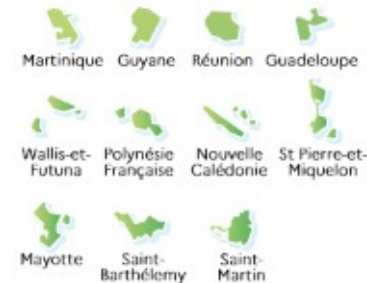 Martinique Guyane Réunion Guadeloupe
Wallis-et-Futuna Polynésie Française Nouvelle Calédonie St Pierre-et-Miquelon
Mayotte Saint-Barthélemy Saint-Martin